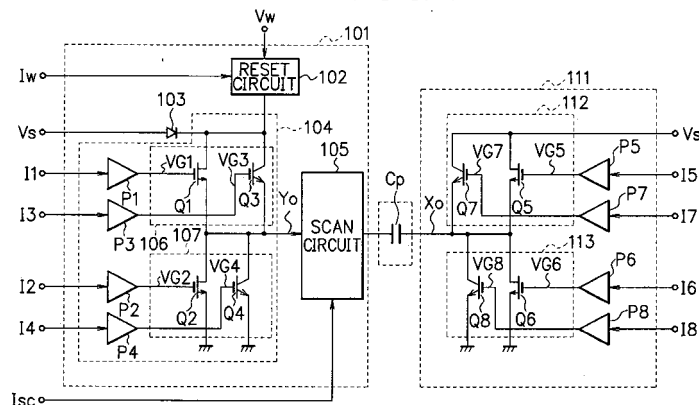 Vw
101
Iw
RESET
CIRCUIT
102
103
111
112
Vs
104
Vs
I1
P1
VG1
VG3
Q1
Q3
105
VG7
VG5
P5
I5
Q7
Q5
P7
I7
I3
P3
106
107
Yo
SCAN
CIRCUIT
Cp
Xo
113
I2
P2
VG2
VG4
Q2
Q4
VG8
VG6
P6
I6
Q8
Q6
P8
I8
I4
P4
Isc